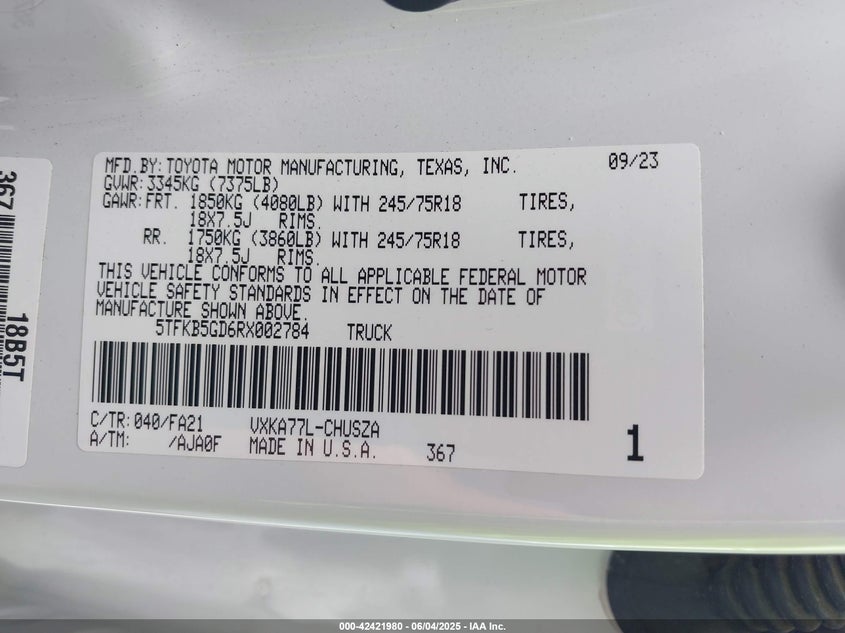 MFD.BY: TOYOTA MOTOR MANUFACTURING, TEXAS, INC. 09/23
GVWR: 3345KG (7375LB)
GAWR: FRT. 1850KG (4080LB) WITH 245/75R18 TIRES,
18X7.5J RIMS.
RR. 1750KG (3860LB) WITH 245/75R18 TIRES,
18X7.5J RIMS.
THIS VEHICLE CONFORMS TO ALL APPLICABLE FEDERAL MOTOR
VEHICLE SAFETY STANDARDS IN EFFECT ON THE DATE OF
MANUFACTURE SHOWN ABOVE.
5TFKB5GD6RX002784 TRUCK
C/TR: 040/FA21 VXKA77L-CHUSZA
A/TM: /AJA0F MADE IN U.S.A. 367 1
367 18B5T
000-42421980 - 06/04/2025 - IAA Inc.